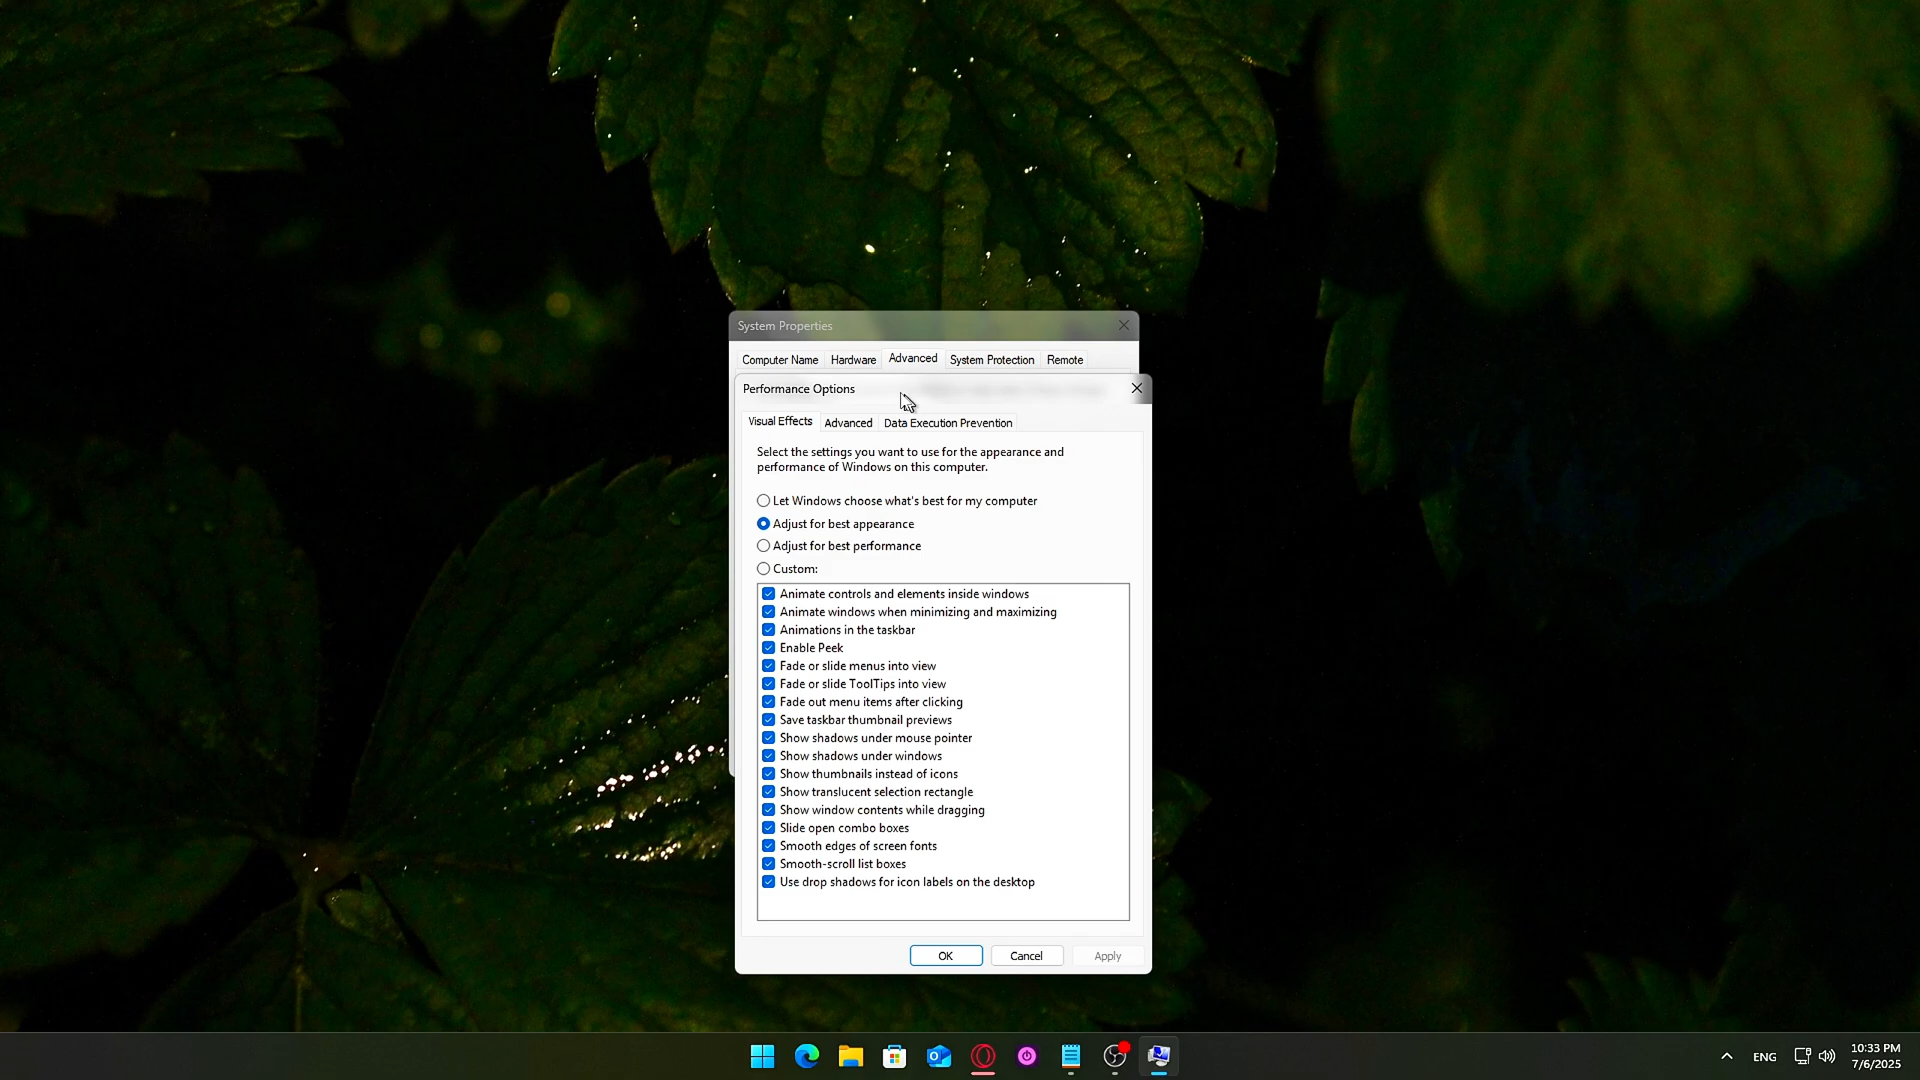 System Properties
Computer Name
Hardware
Advanced
System Protection
Remote
Performance Options
Visual Effects
Advanced
Data Execution Prevention
Select the settings you want to use for the appearance and
performance of Windows on this computer.
Let Windows choose what's best for my computer
Adjust for best appearance
Adjust for best performance
Custom:
Animate controls and elements inside windows
Animate windows when minimizing and maximizing
Animations in the taskbar
Enable Peek
Fade or slide menus into view
Fade or slide ToolTips into view
Fade out menu items after clicking
Save taskbar thumbnail previews
Show shadows under mouse pointer
Show shadows under windows
Show thumbnails instead of icons
Show translucent selection rectangle
Show window contents while dragging
Slide open combo boxes
Smooth edges of screen fonts
Smooth-scroll list boxes
Use drop shadows for icon labels on the desktop
OK
Cancel
Apply
ENG
10:33 PM
7/6/2025